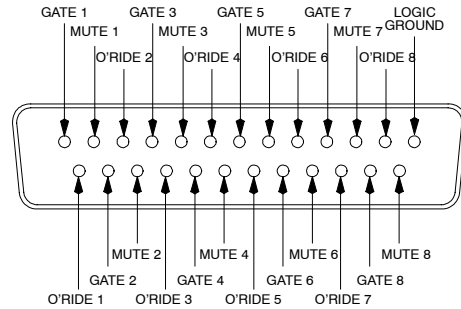 GATE 1 GATE 3 GATE 5 GATE 7 LOGIC
MUTE 1 MUTE 3 MUTE 5 MUTE 7 GROUND
O'RIDE 2 O'RIDE 4 O'RIDE 6 O'RIDE 8
MUTE 2 MUTE 4 MUTE 6 MUTE 8
GATE 2 GATE 4 GATE 6 GATE 8
O'RIDE 1 O'RIDE 3 O'RIDE 5 O'RIDE 7